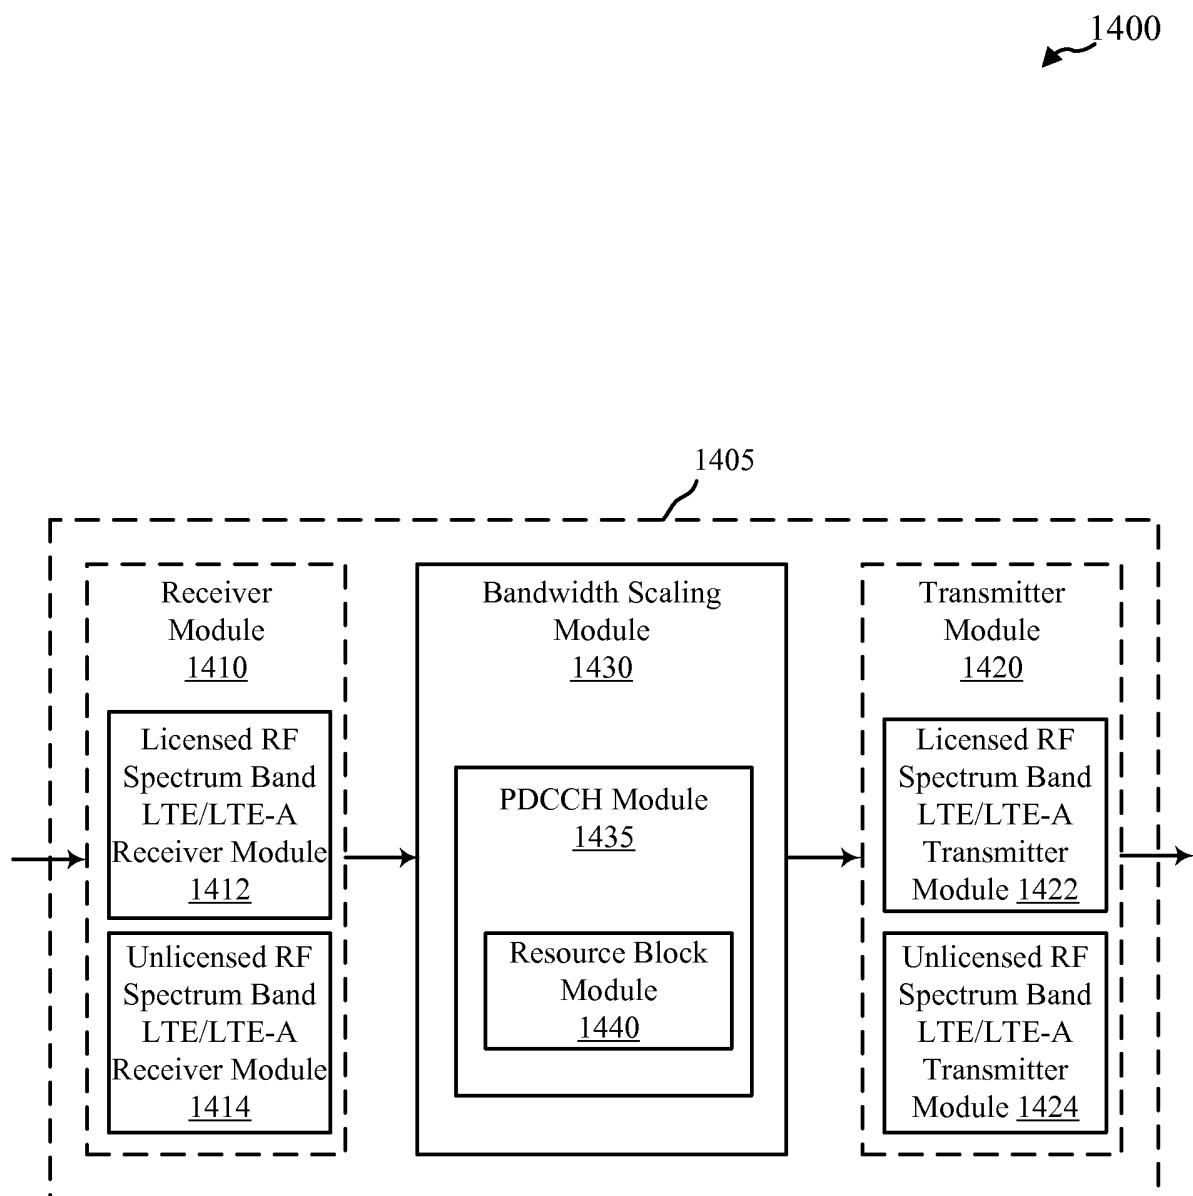 1400
1405
Receiver
Module
1410
Licensed RF
Spectrum Band
LTE/LTE-A
Receiver Module
1412
Unlicensed RF
Spectrum Band
LTE/LTE-A
Receiver Module
1414
Bandwidth Scaling
Module
1430
PDCCH Module
1435
Resource Block
Module
1440
Transmitter
Module
1420
Licensed RF
Spectrum Band
LTE/LTE-A
Transmitter
Module 1422
Unlicensed RF
Spectrum Band
LTE/LTE-A
Transmitter
Module 1424